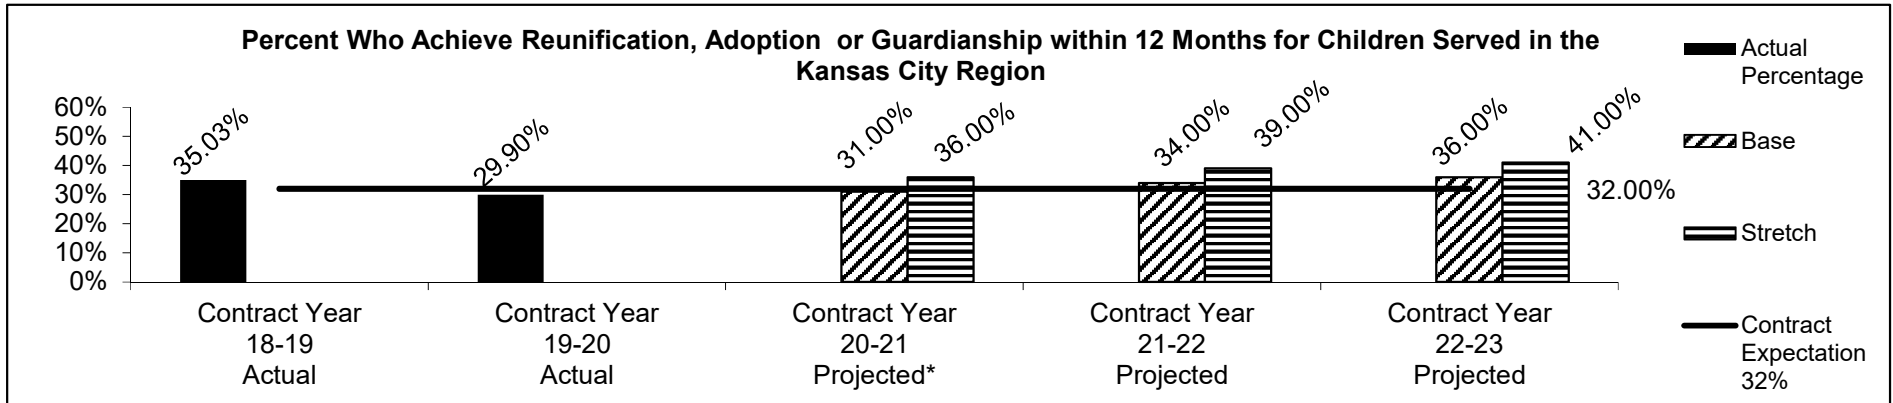 Percent Who Achieve Reunification, Adoption or Guardianship within 12 Months for Children Served in the
Kansas City Region
60%
50%
40%
30%
20%
10%
0%
35.03%
29.90%
31.00%
36.00%
34.00%
39.00%
36.00%
41.00%
32.00%
Contract Year
18-19
Actual
Contract Year
19-20
Actual
Contract Year
20-21
Projected*
Contract Year
21-22
Projected
Contract Year
22-23
Projected
Actual
Percentage
Base
Stretch
Contract
Expectation
32%